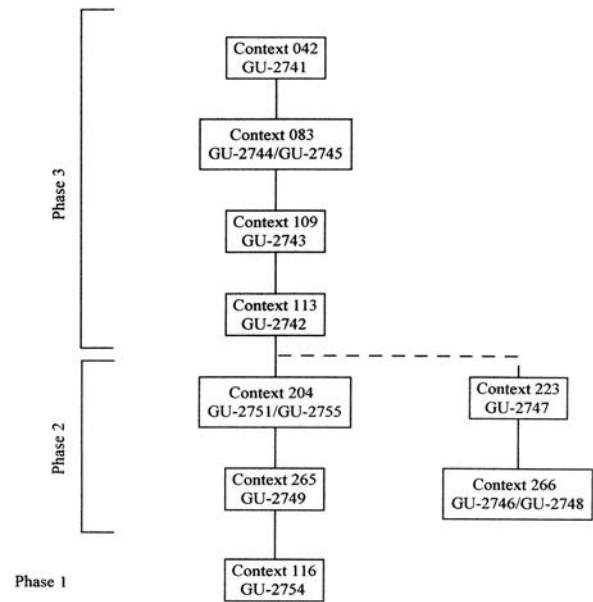 Phase 3
Context 042
GU-2741
Context 083
GU-2744/GU-2745
Context 109
GU-2743
Context 113
GU-2742
Phase 2
Context 204
GU-2751/GU-2755
Context 223
GU-2747
Context 265
GU-2749
Context 266
GU-2746/GU-2748
Phase 1
Context 116
GU-2754